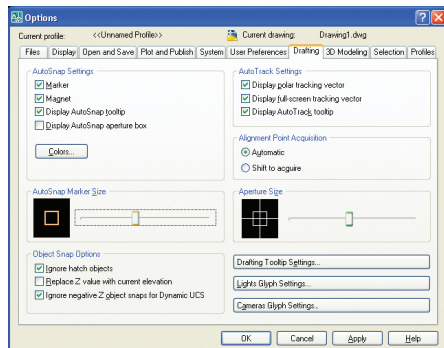 Options
Current profile: <<Unnamed Profile>> Current drawing: Drawing1.dwg
Files Display Open and Save Plot and Publish System User Preferences Drafting 3D Modeling Selection Profiles
AutoSnap Settings
Marker
Magnet
Display AutoSnap tooltip
Display AutoSnap aperture box
Colors...
AutoTrack Settings
Display polar tracking vector
Display full-screen tracking vector
Display AutoTrack tooltip
Alignment Point Acquisition
Automatic
Shift to acquire
AutoSnap Marker Size
Aperture Size
Object Snap Options
Ignore hatch objects
Replace Z value with current elevation
Ignore negative Z object snaps for Dynamic UCS
Drafting Tooltip Settings...
Lights Glyph Settings...
Cameras Glyph Settings...
OK Cancel Apply Help